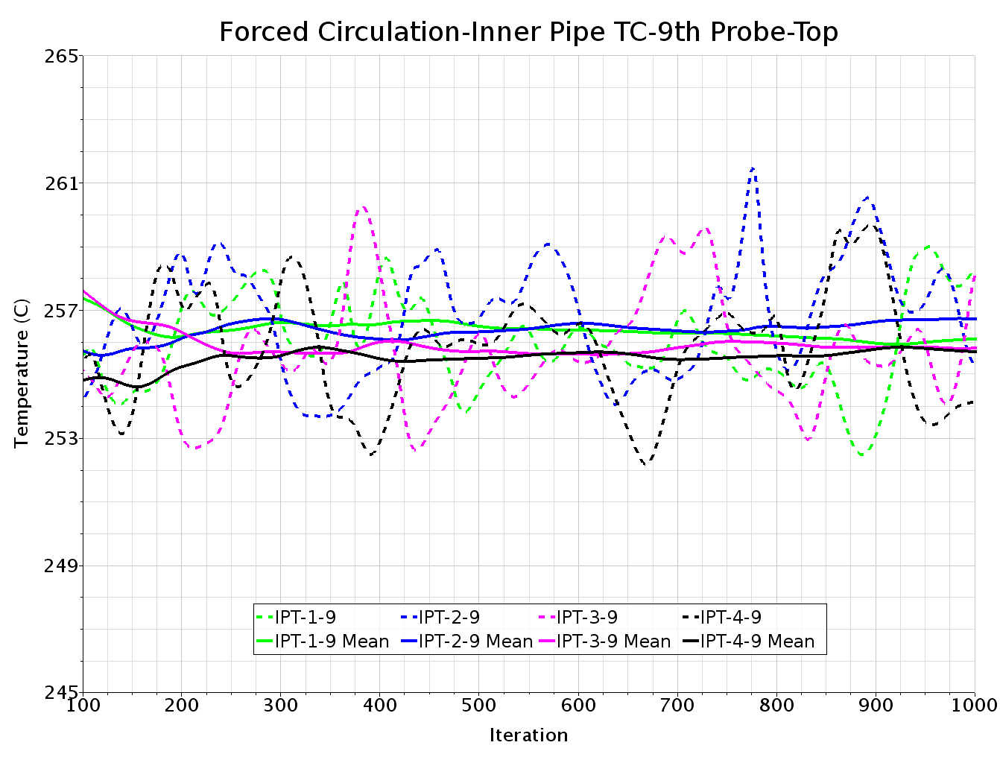 Forced Circulation-Inner Pipe TC-9th Probe-Top
265
261
257
253
249
245
Temperature (C)
IPT-1-9 IPT-2-9 IPT-3-9 IPT-4-9
IPT-1-9 Mean IPT-2-9 Mean IPT-3-9 Mean IPT-4-9 Mean
100 200 300 400 500 600 700 800 900 1000
Iteration